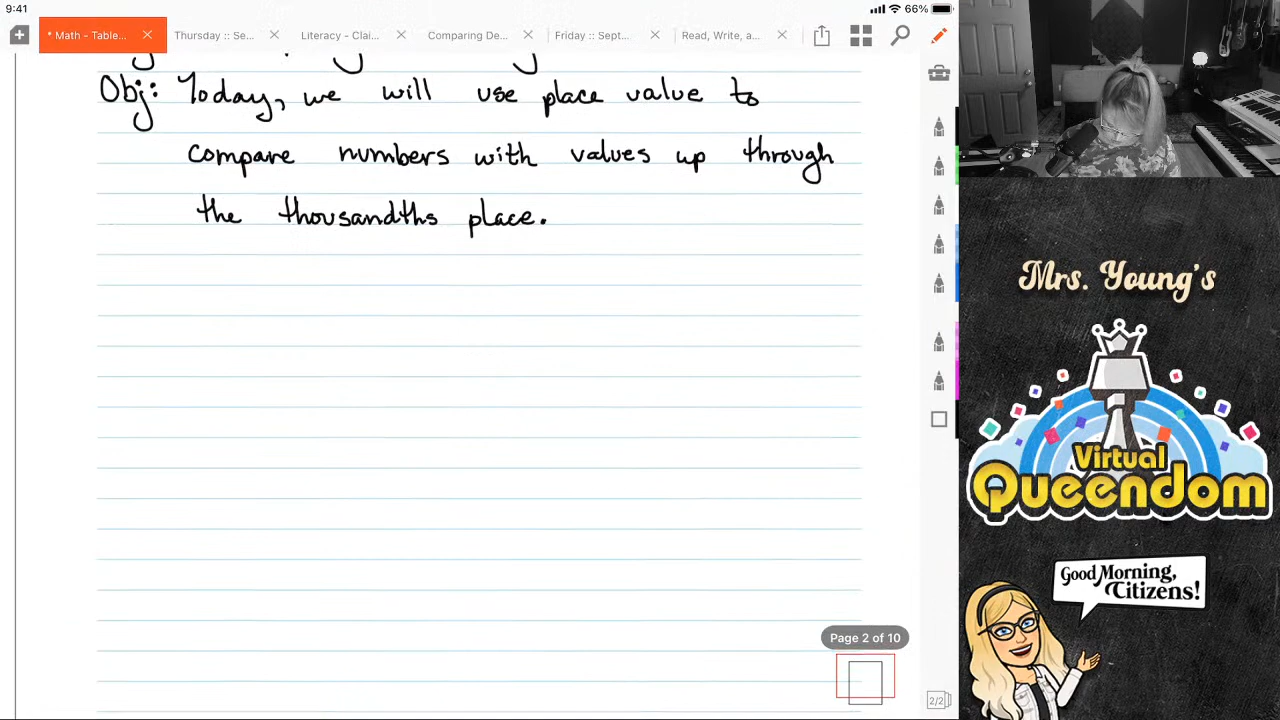 9:41
66%
* Math - Table...
Thursday :: Se...
Literacy - Clai...
Comparing De...
Friday :: Sept...
Read, Write, a...
Obj: Today, we will use place value to
compare numbers with values up through
the thousandths place.
Page 2 of 10
2/2
Mrs. Young's
Virtual
Queendom
Good Morning,
Citizens!